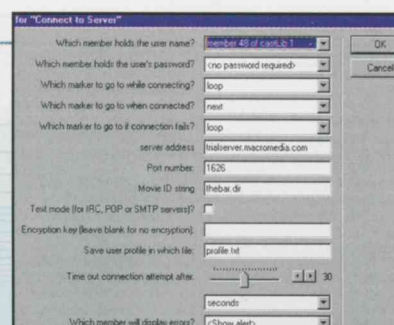 for "Connect to Server"
Which member holds the user name? member 48 of castLib 1
OK
Which member holds the user's password? <no password required>
Cancel
Which marker to go to while connecting? loop
Which marker to go to when connected? next
Which marker to go to if connection fails? loop
server address trialserver.macromedia.com
Port number: 1626
Movie ID string thebar.dir
Text mode (for IRC, POP or SMTP servers)?
Encryption key (leave blank for no encryption):
Save user profile in which file: profile.txt
Time out connection attempt after: 30
seconds
Which member will display errors? <Show alert>